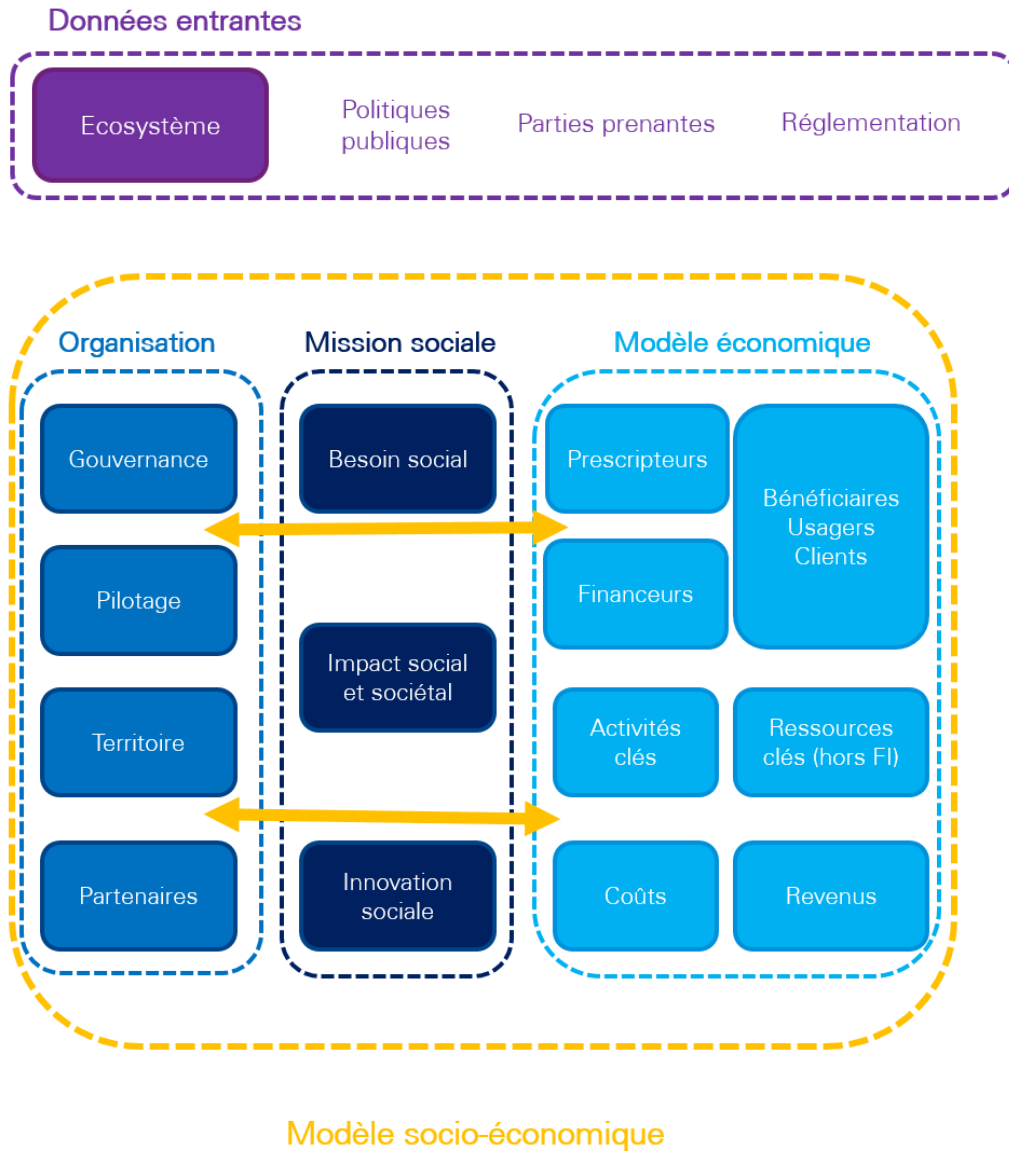 Données entrantes
Ecosystème
Politiques
publiques
Parties prenantes
Réglementation
Organisation
Mission sociale
Modèle économique
Gouvernance
Pilotage
Territoire
Partenaires
Besoin social
Impact social
et sociétal
Innovation
sociale
Prescripteurs
Bénéficiaires
Usagers
Clients
Financeurs
Activités
clés
Ressources
clés (hors FI)
Coûts
Revenus
Modèle socio-économique